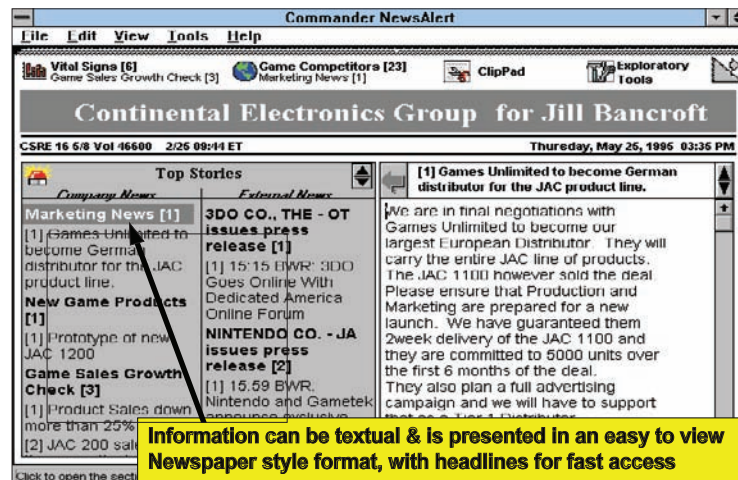 Commander NewsAlert
File Edit View Tools Help
Vital Signs [6]
Game Sales Growth Check [3]
Game Competitors [23]
Marketing News [1]
ClipPad
Exploratory
Tools
Continental Electronics Group for Jill Bancroft
CSRE 16 5/8 Vol 46600 2/26 09:44 ET
Thursday, May 25, 1995 03:35 PM
Top Stories
Company News
External News
Marketing News [1]
[1] Games Unlimited to
become German
distributor for the JAC
product line.
New Game Products
[1]
[1] Prototype of new
JAC 1200
Game Sales Growth
Check [3]
[1] Product Sales down
more than 25%
[2] JAC 200 sal
3DO CO., THE - OT
issues press
release [1]
[1] 15:15 BWR: 3DO
Goes Online With
Dedicated America
Online Forum
NINTENDO CO. - JA
issues press
release [2]
[1] 15.59 BWR.
Nintendo and Gametek
announce exclusive
[1] Games Unlimited to become German
distributor for the JAC product line.
We are in final negotiations with
Games Unlimited to become our
largest European Distributor. They will
carry the entire JAC line of products.
The JAC 1100 however sold the deal.
Please ensure that Production and
Marketing are prepared for a new
launch. We have guaranteed them
2week delivery of the JAC 1100 and
they are committed to 5000 units over
the first 6 months of the deal.
They also plan a full advertising
campaign and we will have to support
that as a Tier 1 Distributor
Information can be textual & is presented in an easy to view
Newspaper style format, with headlines for fast access
Click to open the secti